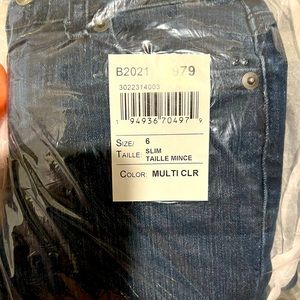 B2021 979
3022314003
1 94936 70497 9
SIZE/ 6
TAILLE: SLIM
TAILLE MINCE
COLOR: MULTI CLR